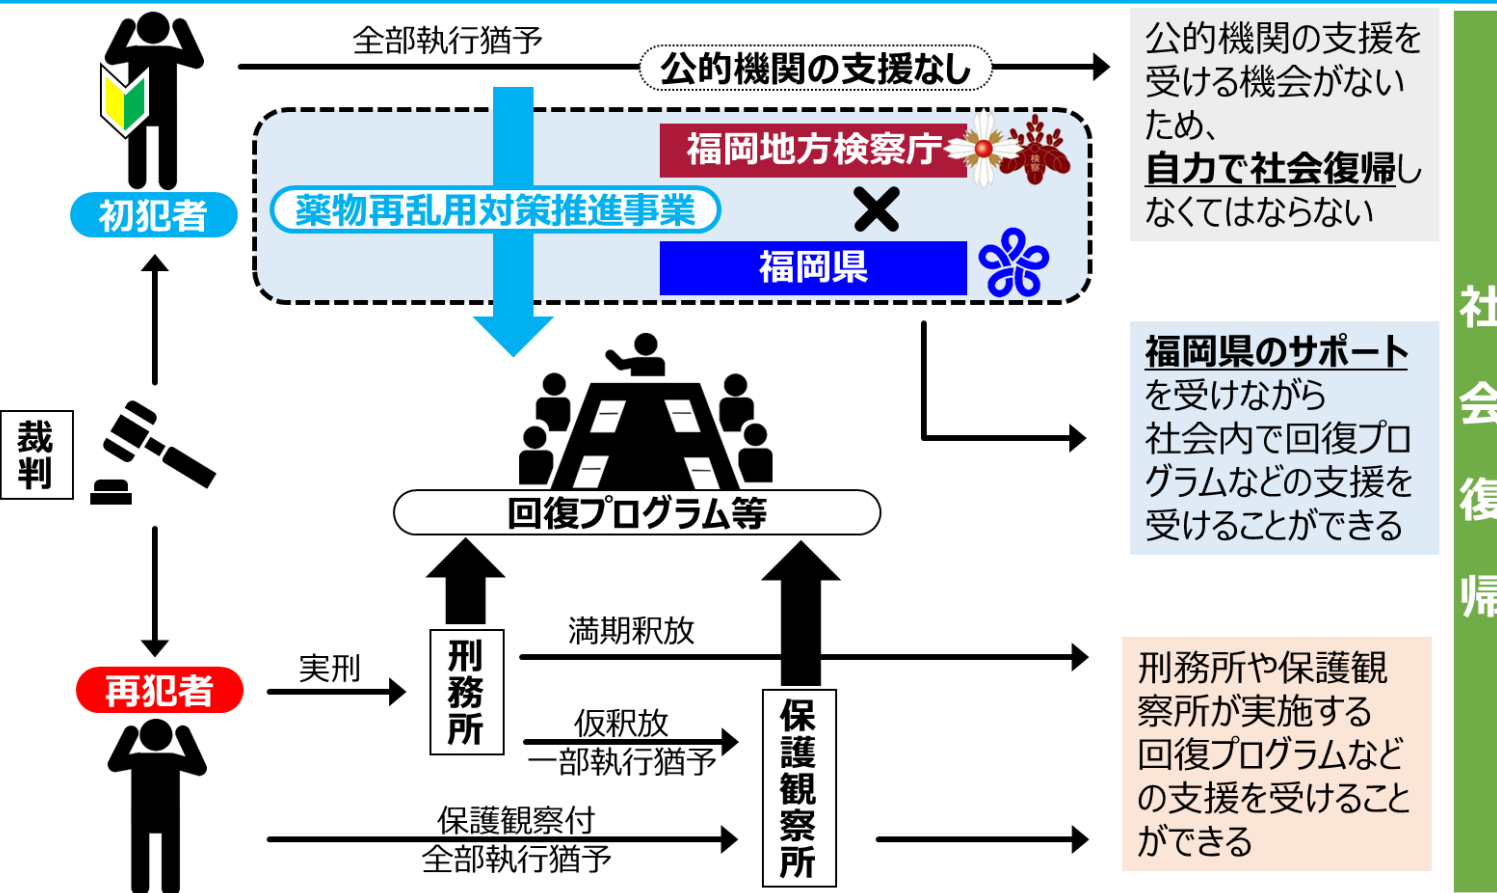 全部執行猶予
公的機関の支援なし
公的機関の支援を
受ける機会がない
ため、
自力で社会復帰し
なくてはならない
福岡地方検察庁
検察
薬物再乱用対策推進事業
福岡県
初犯者
福岡県のサポート
を受けながら
社会内で回復プロ
グラムなどの支援を
受けることができる
裁判
回復プログラム等
再犯者
実刑
刑務所
満期釈放
仮釈放
一部執行猶予
保護観察付
全部執行猶予
保護観察所
刑務所や保護観
察所が実施する
回復プログラムなど
の支援を受けること
ができる
社会復帰